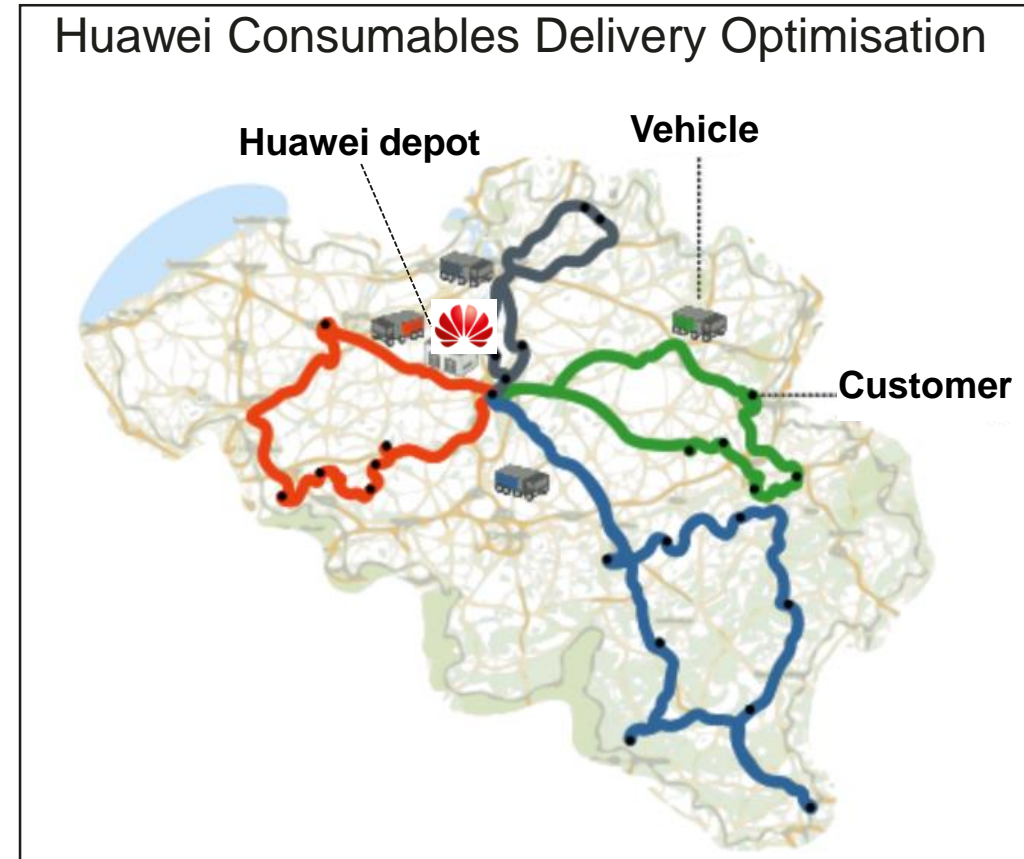 Huawei Consumables Delivery Optimisation
Huawei depot
Vehicle
Customer